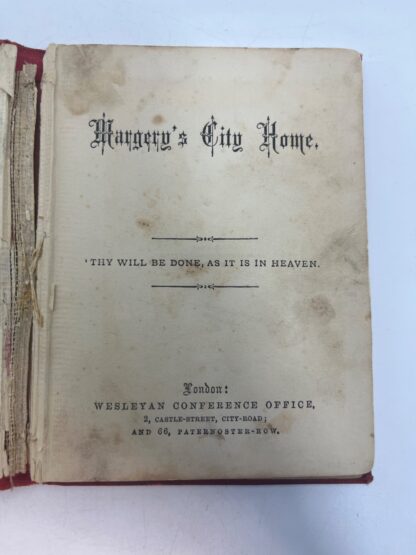 Margery's City Home.
'THY WILL BE DONE, AS IT IS IN HEAVEN.
London:
WESLEYAN CONFERENCE OFFICE,
2, CASTLE-STREET, CITY-ROAD;
AND 66, PATERNOSTER-ROW.